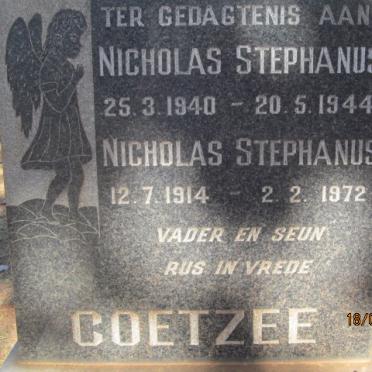 TER GEDAGTENIS AAN
NICHOLAS STEPHANUS
25.3.1940 - 20.5.1944
NICHOLAS STEPHANUS
12.7.1914 - 2.2.1972
VADER EN SEUN
RUS IN VREDE
COETZEE